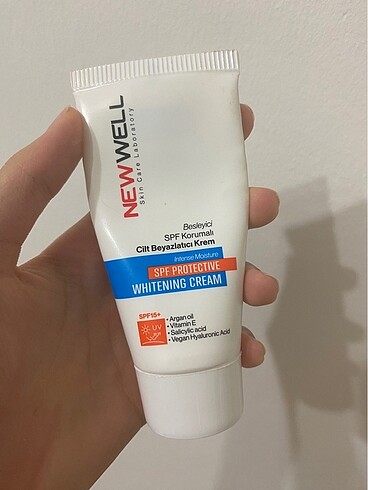 NEWWELL
Skin Care Laboratory
Besleyici
SPF Korumalı
Cilt Beyazlatıcı Krem
Intense Moisture
SPF PROTECTIVE
WHITENING CREAM
SPF15+
UV
• Argan oil
• Vitamin E
• Salicylic acid
• Vegan Hyaluronic Acid